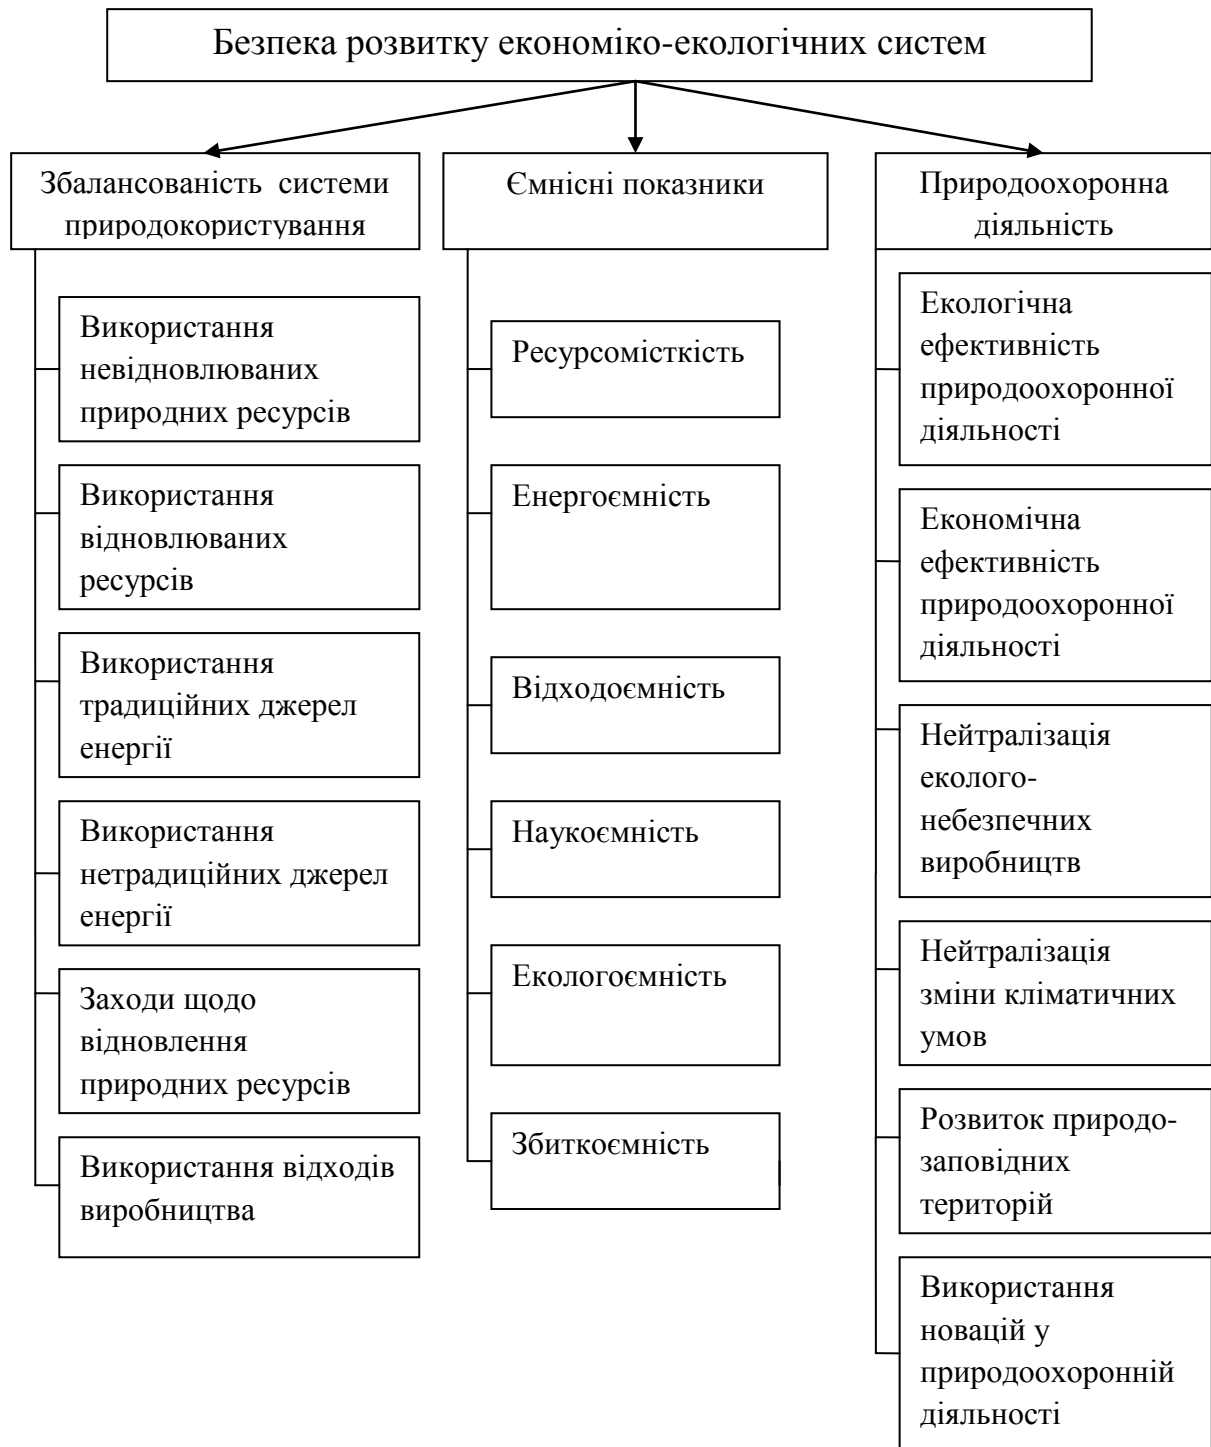 Безпека розвитку економіко-екологічних систем
Збалансованість системи
природокористування
Використання
невідновлюваних
природних ресурсів
Використання
відновлюваних
ресурсів
Використання
традиційних джерел
енергії
Використання
нетрадиційних джерел
енергії
Заходи щодо
відновлення
природних ресурсів
Використання відходів
виробництва
Ємнісні показники
Ресурсомісткість
Енергоємність
Відходоємність
Наукоємність
Екологоємність
Збиткоємність
Природоохоронна
діяльність
Екологічна
ефективність
природоохоронної
діяльності
Економічна
ефективність
природоохоронної
діяльності
Нейтралізація
еколого-
небезпечних
виробництв
Нейтралізація
зміни кліматичних
умов
Розвиток природо-
заповідних
територій
Використання
новацій у
природоохоронній
діяльності